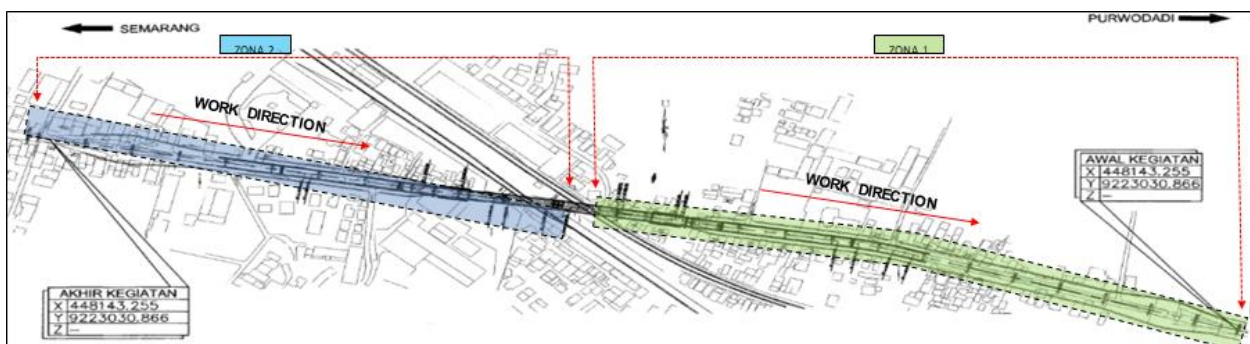 SEMARANG
PURWODADI
ZONA 2
ZONA 1
WORK DIRECTION
WORK DIRECTION
AWAL KEGIATAN
X 448143,255
Y 9223030,866
Z —
AKHIR KEGIATAN
X 448143,255
Y 9223030,866
Z —